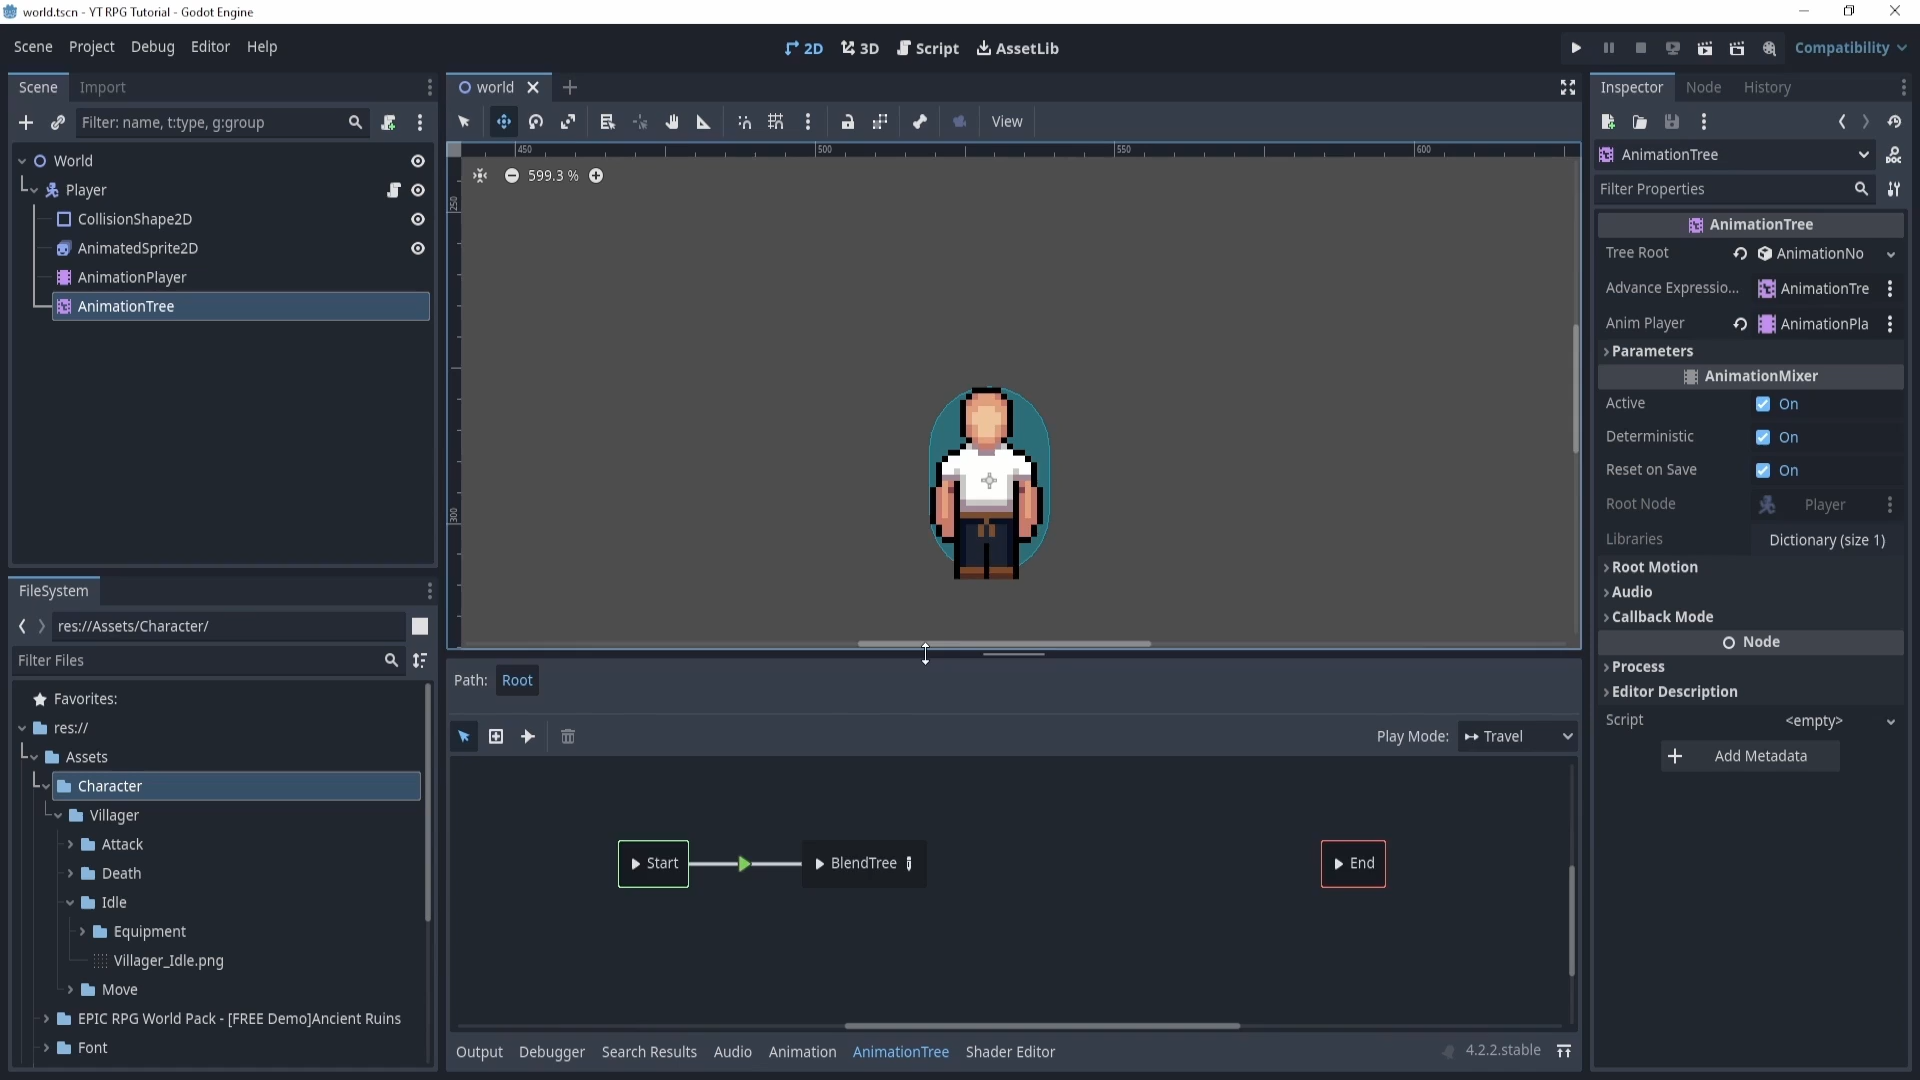 world.tscn - YT RPG Tutorial - Godot Engine
Scene Project Debug Editor Help
2D 3D Script AssetLib
Compatibility
Scene Import
Filter: name, t:type, g:group
World
Player
CollisionShape2D
AnimatedSprite2D
AnimationPlayer
AnimationTree
FileSystem
res://Assets/Character/
Filter Files
Favorites:
res://
Assets
Character
Villager
Attack
Death
Idle
Equipment
Villager_Idle.png
Move
EPIC RPG World Pack - [FREE Demo]Ancient Ruins
Font
world
View
450 500 550 600
599.3 %
250
300
Path: Root
Play Mode: Travel
Start
BlendTree
End
Output Debugger Search Results Audio Animation AnimationTree Shader Editor
4.2.2.stable
Inspector Node History
AnimationTree
Filter Properties
AnimationTree
Tree Root AnimationNo
Advance Expressio... AnimationTre
Anim Player AnimationPla
Parameters
AnimationMixer
Active On
Deterministic On
Reset on Save On
Root Node Player
Libraries Dictionary (size 1)
Root Motion
Audio
Callback Mode
Node
Process
Editor Description
Script <empty>
Add Metadata